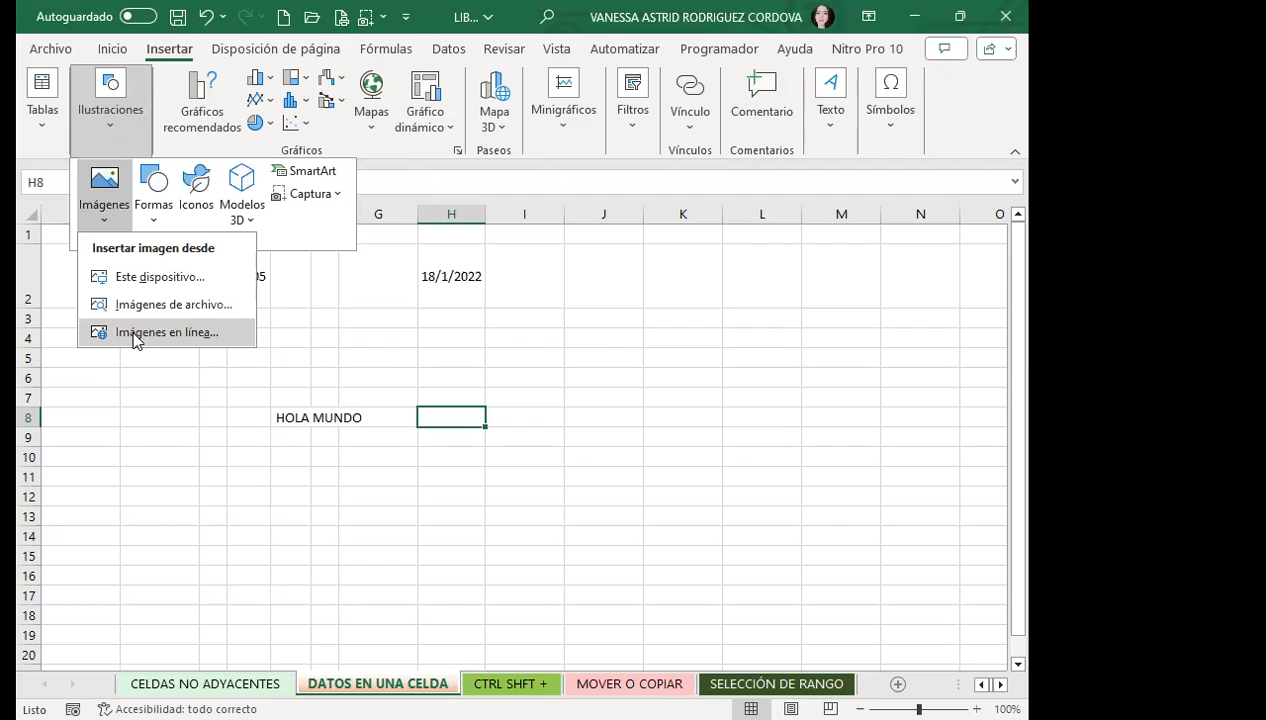 Autoguardado
LIB...
VANESSA ASTRID RODRIGUEZ CORDOVA
Archivo Inicio Insertar Disposición de página Fórmulas Datos Revisar Vista Automatizar Programador Ayuda Nitro Pro 10
Tablas
Ilustraciones
Gráficos recomendados
Mapas
Gráfico dinámico
Mapa 3D
Minigráficos
Filtros
Vínculo
Comentario
Texto
Símbolos
Gráficos
Paseos
Vínculos
Comentarios
H8
Imágenes
Formas
Iconos
Modelos 3D
SmartArt
Captura
G H I J K L M N O
Insertar imagen desde
Este dispositivo...
Imágenes de archivo...
Imágenes en línea...
1
05
18/1/2022
2
3
4
5
6
7
8 HOLA MUNDO
9
10
11
12
13
14
15
16
17
18
19
20
CELDAS NO ADYACENTES DATOS EN UNA CELDA CTRL SHFT + MOVER O COPIAR SELECCIÓN DE RANGO
Listo
Accesibilidad: todo correcto
100%